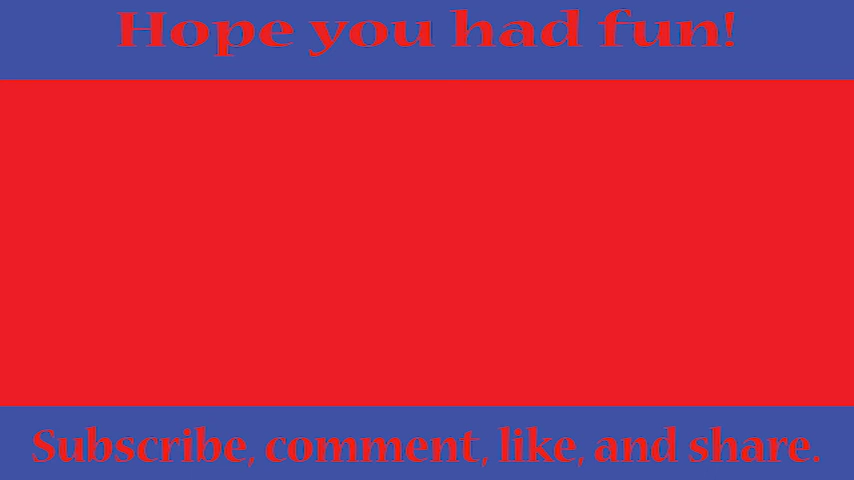 Hope you had fun!
Subscribe, comment, like, and share.